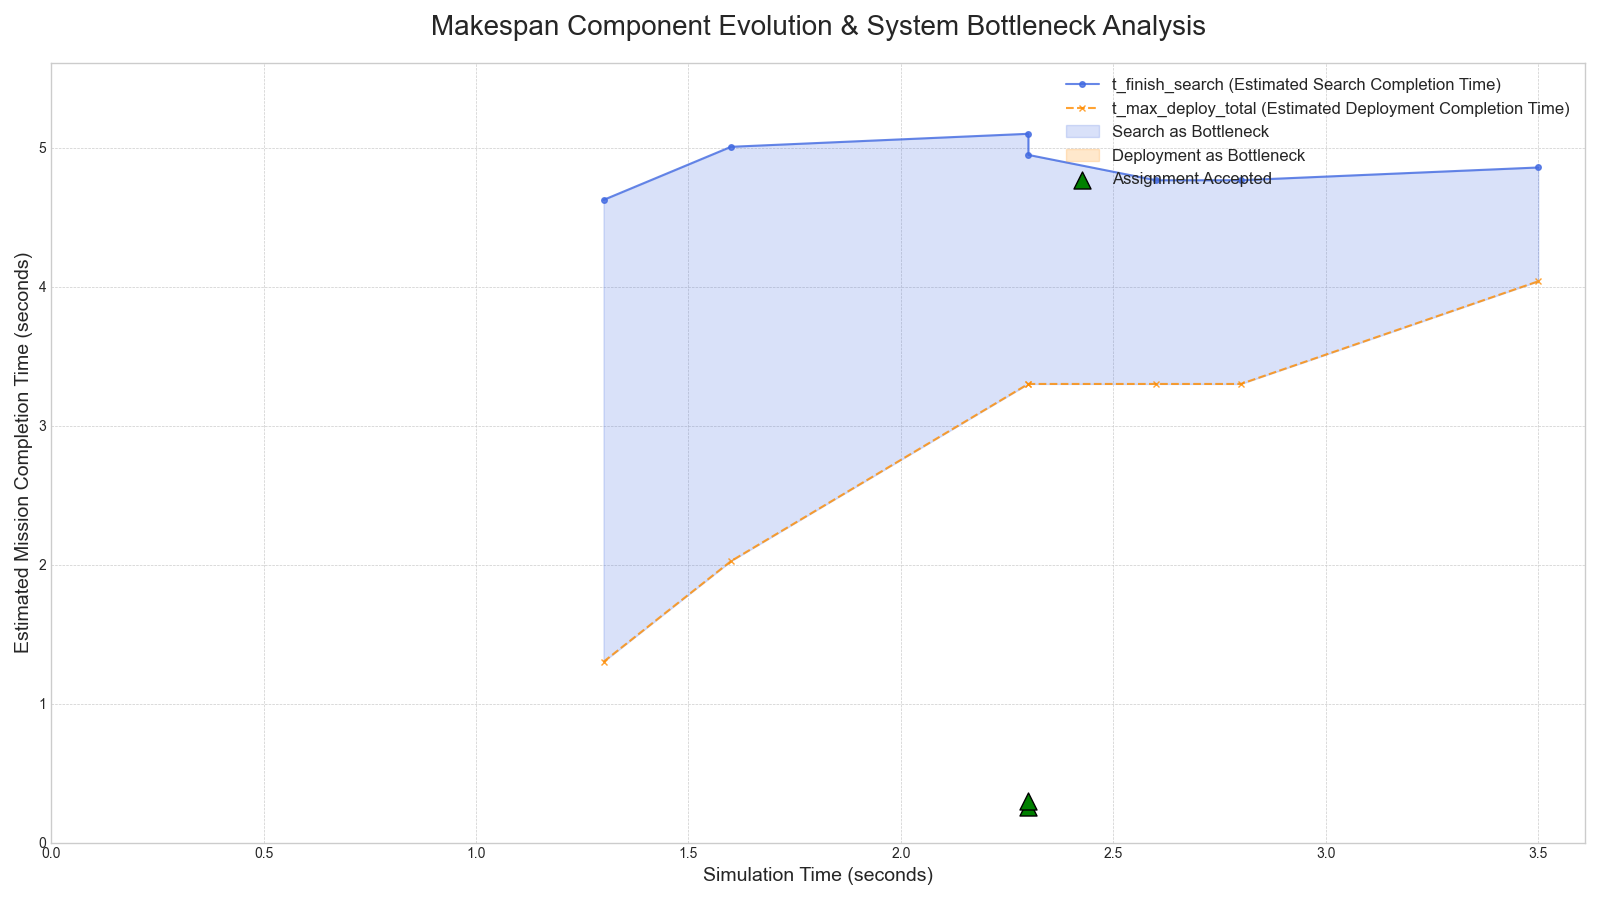 Makespan Component Evolution & System Bottleneck Analysis
t_finish_search (Estimated Search Completion Time)
t_max_deploy_total (Estimated Deployment Completion Time)
Search as Bottleneck
Deployment as Bottleneck
Assignment Accepted
Estimated Mission Completion Time (seconds)
5
4
3
2
1
0
0.0 0.5 1.0 1.5 2.0 2.5 3.0 3.5
Simulation Time (seconds)